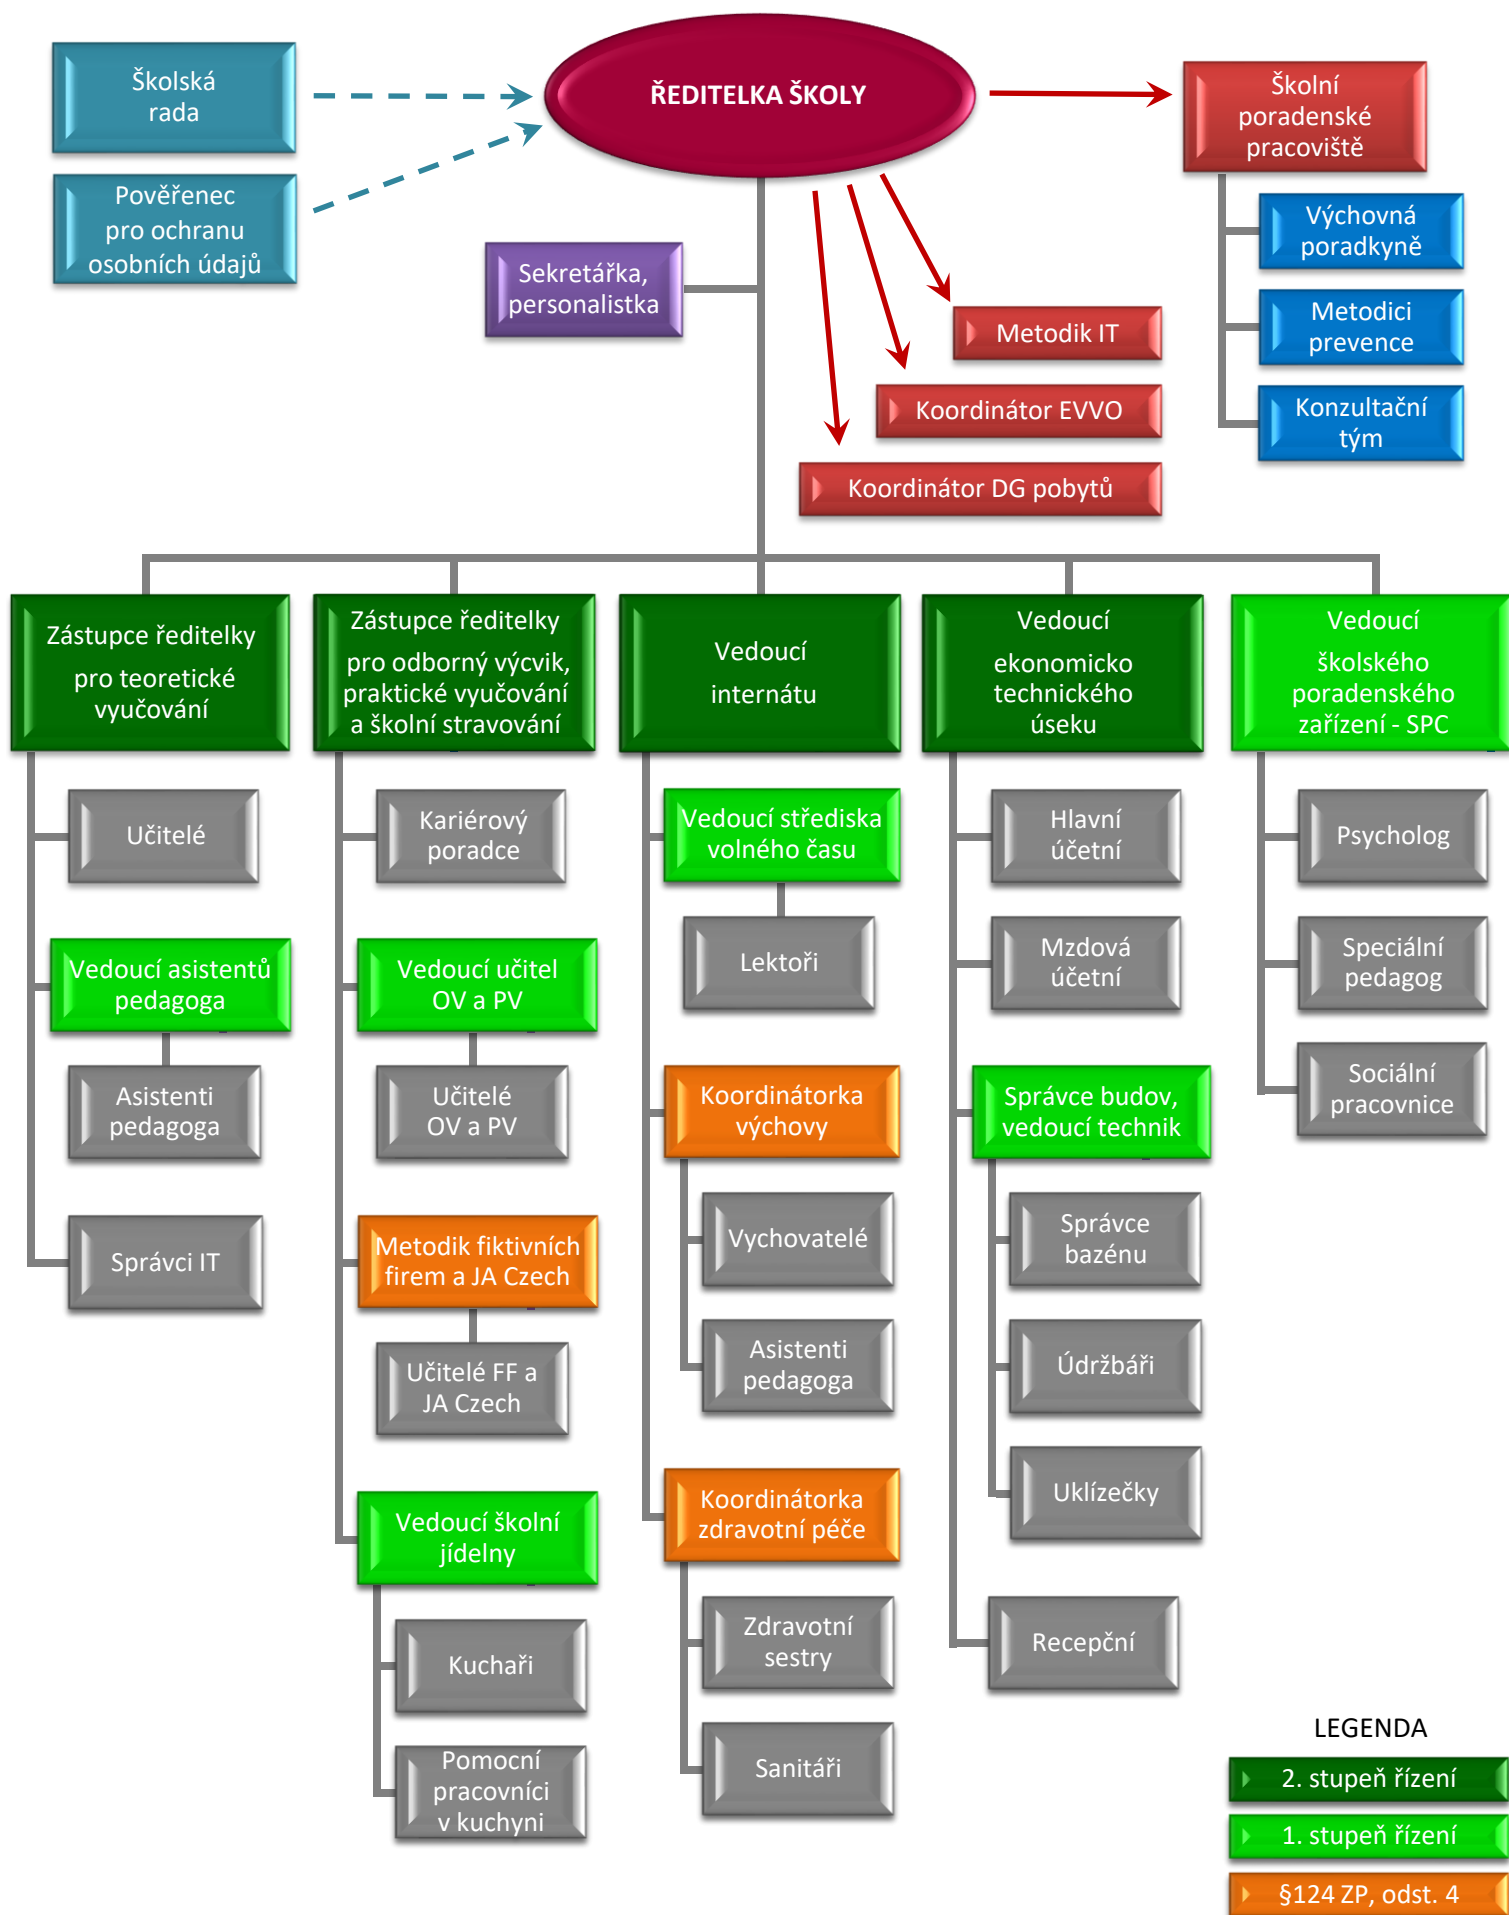 Školská
rada
ŘEDITELKA ŠKOLY
Školní
poradenské
pracoviště
Pověřenec
pro ochranu
osobních údajů
Výchovná
poradkyně
Sekretářka,
personalistka
Metodik IT
Metodici
prevence
Koordinátor EVVO
Konzultační
tým
Koordinátor DG pobytů
Zástupce ředitelky
pro teoretické
vyučování
Zástupce ředitelky
pro odborný výcvik,
praktické vyučování
a školní stravování
Vedoucí
internátu
Vedoucí
ekonomicko
technického
úseku
Vedoucí
školského
poradenského
zařízení - SPC
Učitelé
Vedoucí asistentů
pedagoga
Asistenti
pedagoga
Správci IT
Kariérový
poradce
Vedoucí učitel
OV a PV
Učitelé
OV a PV
Metodik fiktivních
firem a JA Czech
Učitelé FF a
JA Czech
Vedoucí školní
jídelny
Kuchaři
Pomocní
pracovníci
v kuchyni
Vedoucí střediska
volného času
Lektoři
Koordinátorka
výchovy
Vychovatelé
Asistenti
pedagoga
Koordinátorka
zdravotní péče
Zdravotní
sestry
Sanitáři
Hlavní
účetní
Mzdová
účetní
Správce budov,
vedoucí technik
Správce
bazénu
Údržbáři
Uklízečky
Recepční
Psycholog
Speciální
pedagog
Sociální
pracovnice
LEGENDA
2. stupeň řízení
1. stupeň řízení
§124 ZP, odst. 4